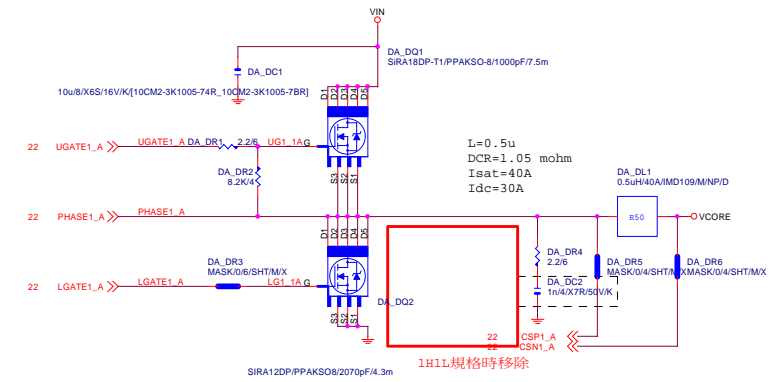 VIN
DA_DQ1
SiRA18DP-T1/PPAKSO-8/1000pF/7.5m
DA_DC1
10u/8/X6S/16V/K/[10CM2-3K1005-74R_10CM2-3K1005-7BR]
D1 D2 D3 D4 D5
22 UGATE1_A UGATE1_A DA_DR1 2.2/6 UG1_1A G
DA_DR2
8.2K/4
S3 S2 S1
L=0.5u
DCR=1.05 mohm
Isat=40A
Idc=30A
DA_DL1
0.5uH/40A/IMD109/M/NP/D
R50
VCORE
22 PHASE1_A PHASE1_A
D1 D2 D3 D4 D5
DA_DR3
MASK/0/6/SHT/M/X
22 LGATE1_A LGATE1_A LG1_1A G
DA_DQ2
S3 S2 S1
SIRA12DP/PPAKSO8/2070pF/4.3m
DA_DR4
2.2/6
DA_DC2
1n/4/X7R/50V/K
DA_DR5
MASK/0/4/SHT/M/X
DA_DR6
MASK/0/4/SHT/M/X
22 CSP1_A
22 CSN1_A
1H1L規格時移除